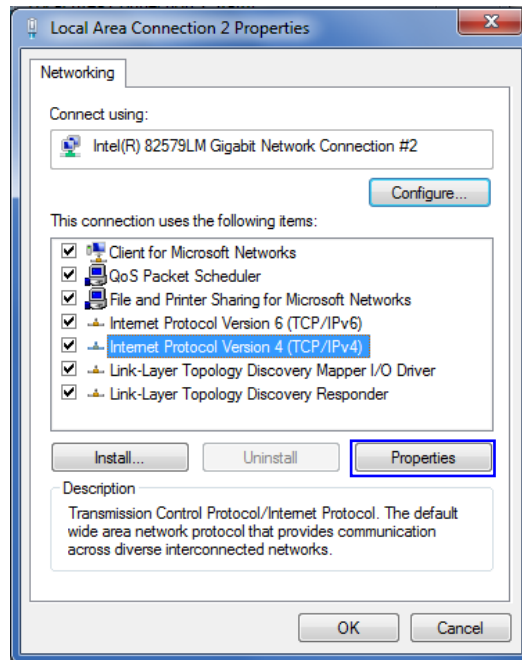 Local Area Connection 2 Properties
Networking
Connect using:
Intel(R) 82579LM Gigabit Network Connection #2
Configure...
This connection uses the following items:
Client for Microsoft Networks
QoS Packet Scheduler
File and Printer Sharing for Microsoft Networks
Internet Protocol Version 6 (TCP/IPv6)
Internet Protocol Version 4 (TCP/IPv4)
Link-Layer Topology Discovery Mapper I/O Driver
Link-Layer Topology Discovery Responder
Install... Uninstall Properties
Description
Transmission Control Protocol/Internet Protocol. The default
wide area network protocol that provides communication
across diverse interconnected networks.
OK Cancel